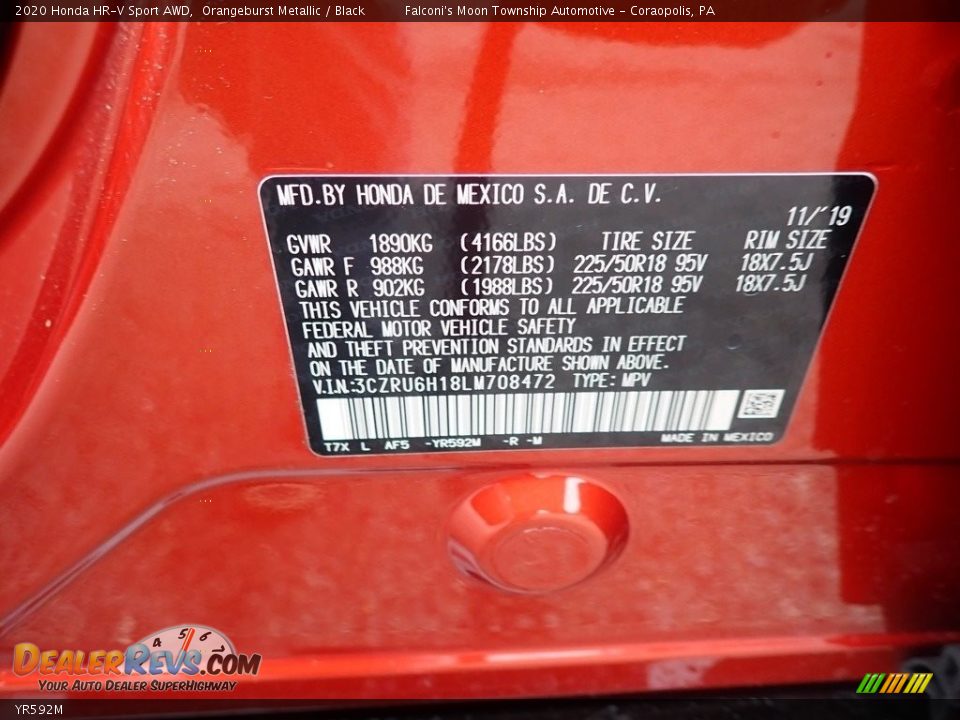 2020 Honda HR-V Sport AWD, Orangeburst Metallic / Black Falconi's Moon Township Automotive - Coraopolis, PA
MFD.BY HONDA DE MEXICO S.A. DE C.V.
11/'19
GVWR 1890KG (4166LBS) TIRE SIZE RIM SIZE
GAWR F 988KG (2178LBS) 225/50R18 95V 18X7.5J
GAWR R 902KG (1988LBS) 225/50R18 95V 18X7.5J
THIS VEHICLE CONFORMS TO ALL APPLICABLE
FEDERAL MOTOR VEHICLE SAFETY
AND THEFT PREVENTION STANDARDS IN EFFECT
ON THE DATE OF MANUFACTURE SHOWN ABOVE.
V.I.N.:3CZRU6H18LM708472 TYPE: MPV
T7X L AF5 -YR592M -R -M MADE IN MEXICO
4 5 6
DEALERREVS.COM
YOUR AUTO DEALER SUPERHIGHWAY
YR592M